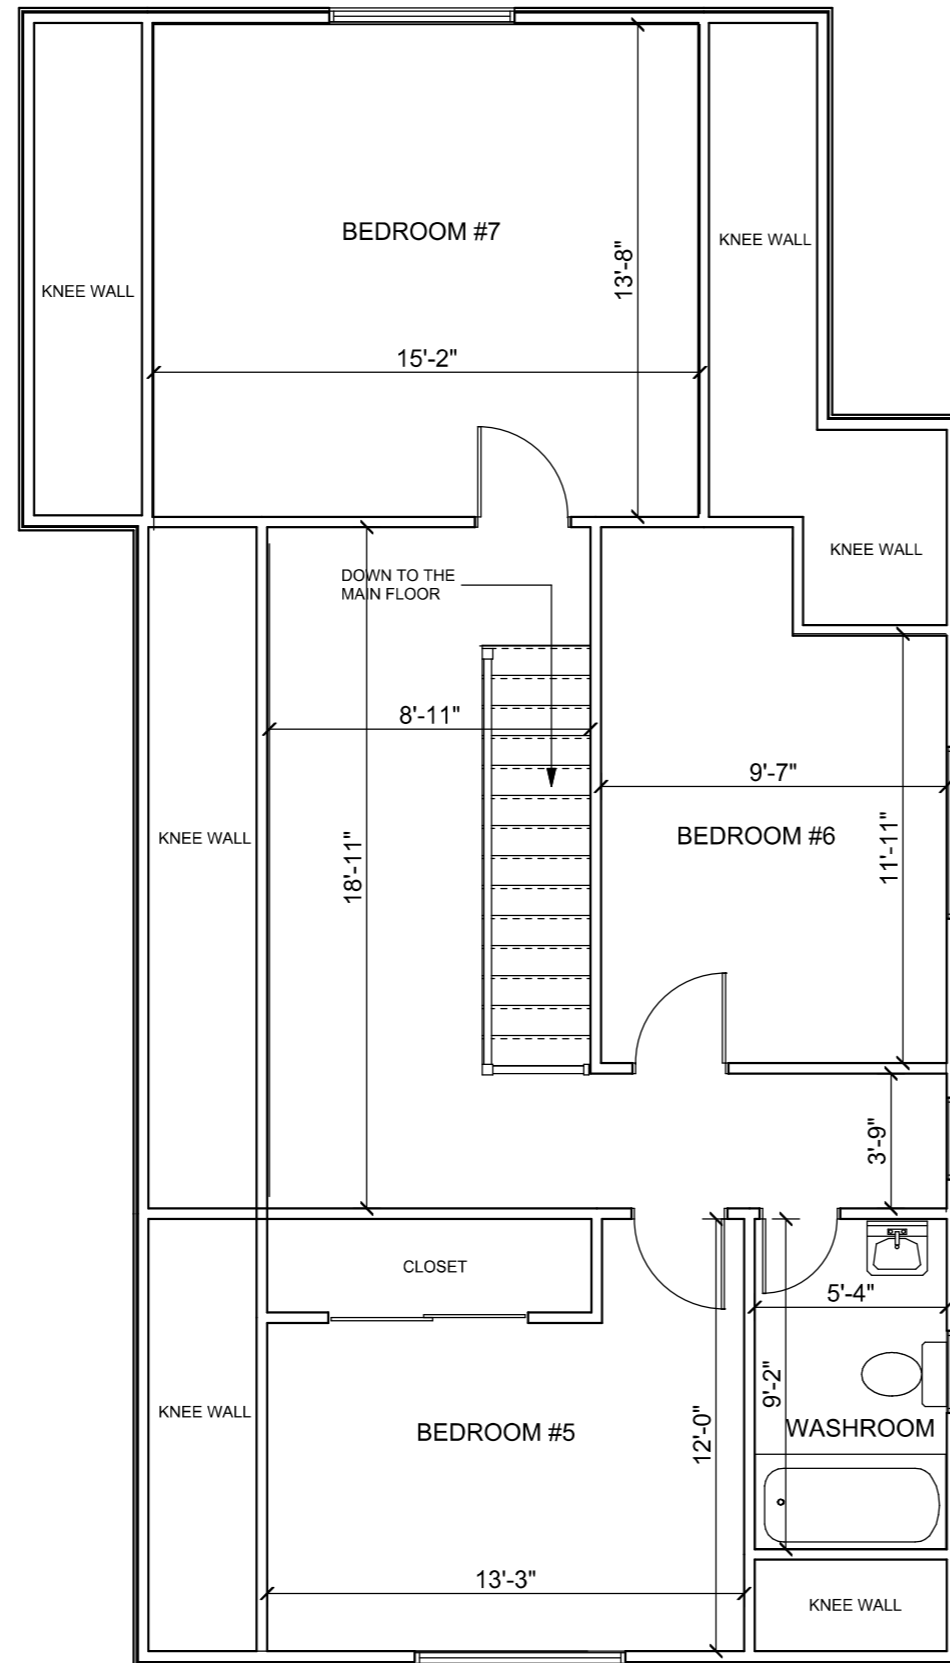 BEDROOM #7
KNEE WALL
KNEE WALL
13'-8"
15'-2"
KNEE WALL
DOWN TO THE
MAIN FLOOR
8'-11"
9'-7"
KNEE WALL
18'-11"
BEDROOM #6
11'-11"
3'-9"
CLOSET
5'-4"
9'-2"
KNEE WALL
BEDROOM #5
12'-0"
WASHROOM
13'-3"
KNEE WALL